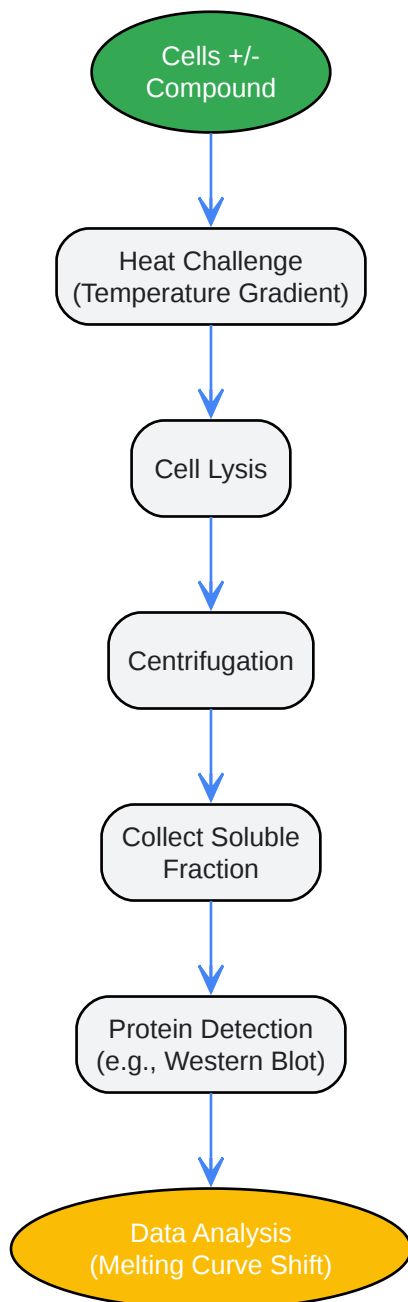 Cells +/-
Compound
Heat Challenge
(Temperature Gradient)
Cell Lysis
Centrifugation
Collect Soluble
Fraction
Protein Detection
(e.g., Western Blot)
Data Analysis
(Melting Curve Shift)